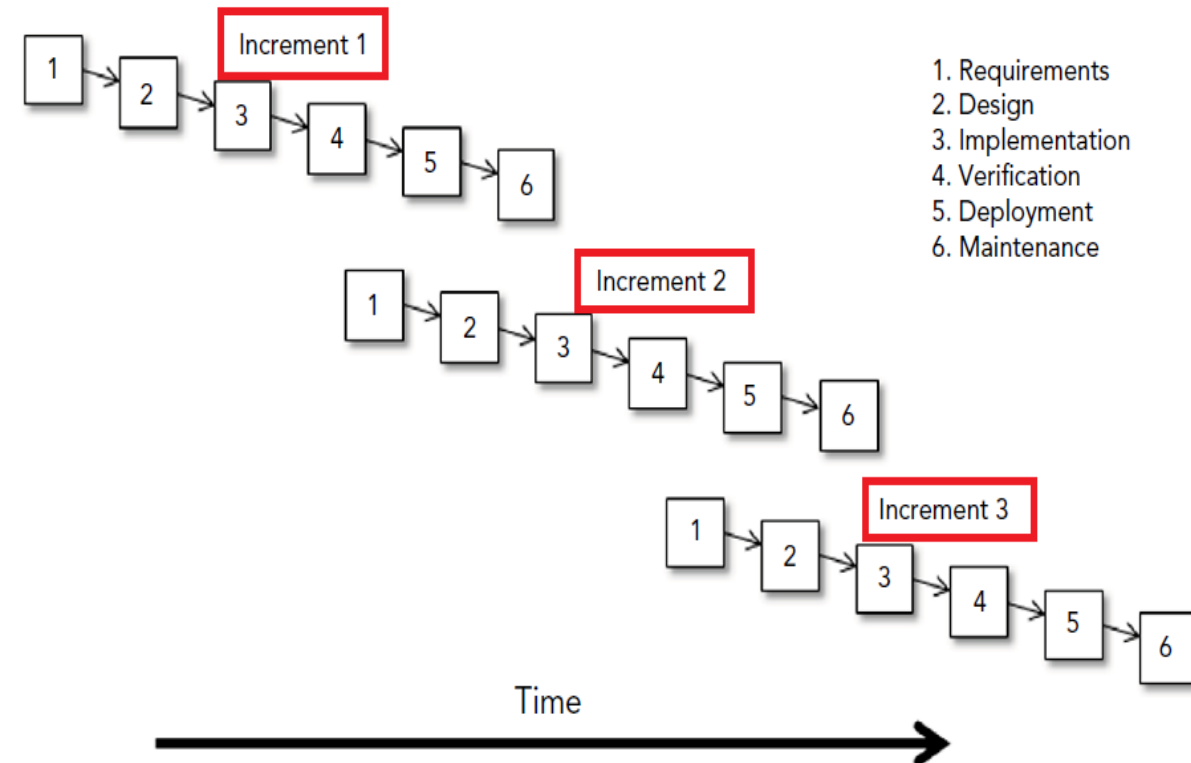 Increment 1
1
2
3
4
5
6
1. Requirements
2. Design
3. Implementation
4. Verification
5. Deployment
6. Maintenance
Increment 2
1
2
3
4
5
6
Increment 3
1
2
3
4
5
6
Time